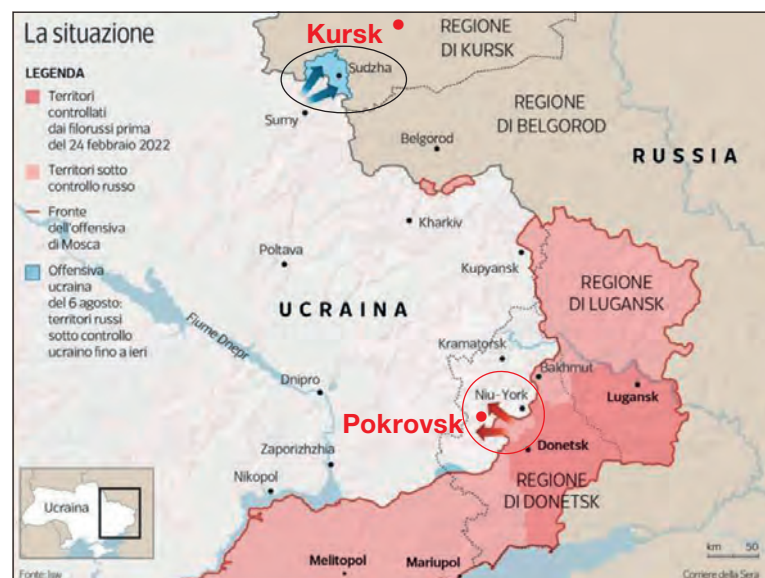 La situazione
LEGENDA
Territori
controllati
dai filorussi prima
del 24 febbraio 2022
Territori sotto
controllo russo
Fronte
dell'offensiva
di Mosca
Offensiva
ucraina
del 6 agosto:
territori russi
sotto controllo
ucraino fino a ieri
Kursk
REGIONE
DI KURSK
Sudzha
Sumy
REGIONE
DI BELGOROD
Belgorod
RUSSIA
Kharkiv
Poltava
Kupyansk
REGIONE
DI LUGANSK
UCRAINA
Fiume Dnepr
Kramatorsk
Bakhmut
Dnipro
Niu-York
Lugansk
Pokrovsk
Donetsk
Zaporizhzhia
Nikopol
REGIONE
DI DONETSK
Ucraina
Melitopol
Mariupol
km 50
Fonte: Isw
Corriere della Sera